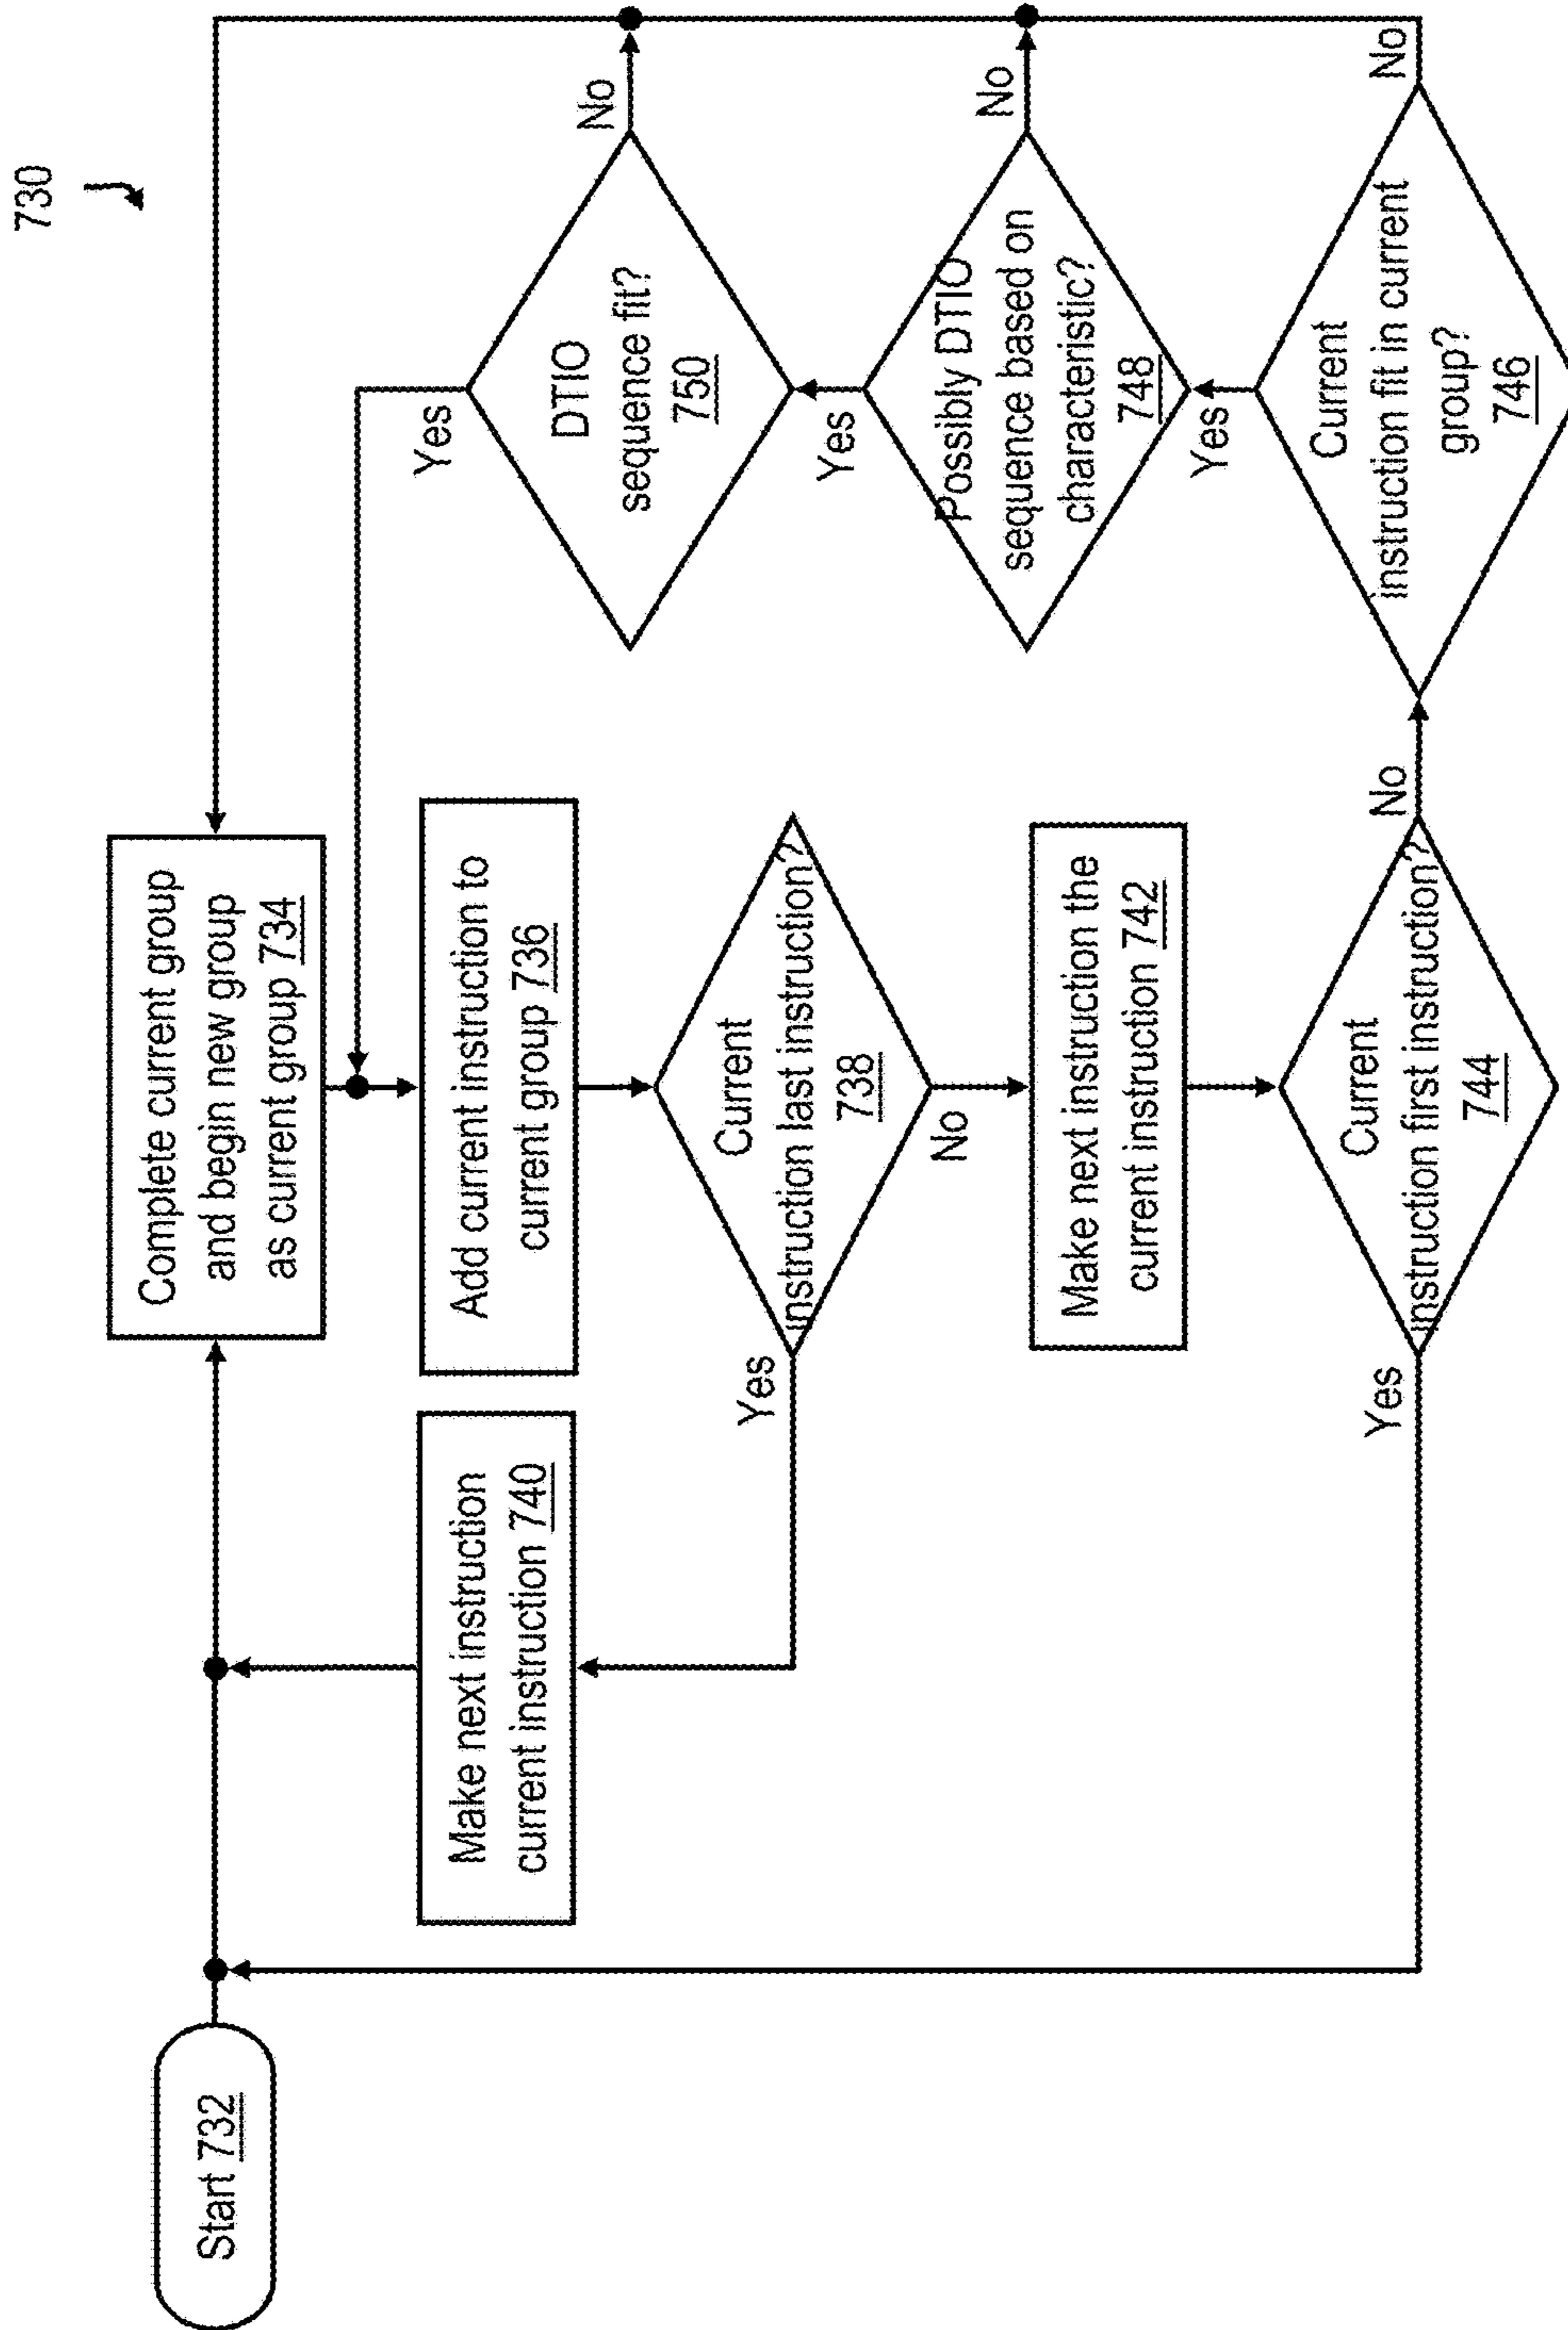 730
Start 732
Complete current group
and begin new group
as current group 734
Make next instruction
current instruction 740
Add current instruction to
current group 736
Yes
Current
instruction last instruction?
738
No
Make next instruction the
current instruction 742
Yes
Current
instruction first instruction?
744
No
Yes
DTIO
sequence fit?
750
No
Yes
Possibly DTIO
sequence based on
characteristic?
748
No
Yes
Current
instruction fit in current
group?
746
No